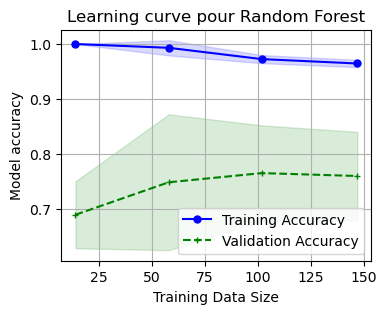 Learning curve pour Random Forest
Model accuracy
1.0
0.9
0.8
0.7
Training Accuracy
Validation Accuracy
25
50
75
100
125
150
Training Data Size